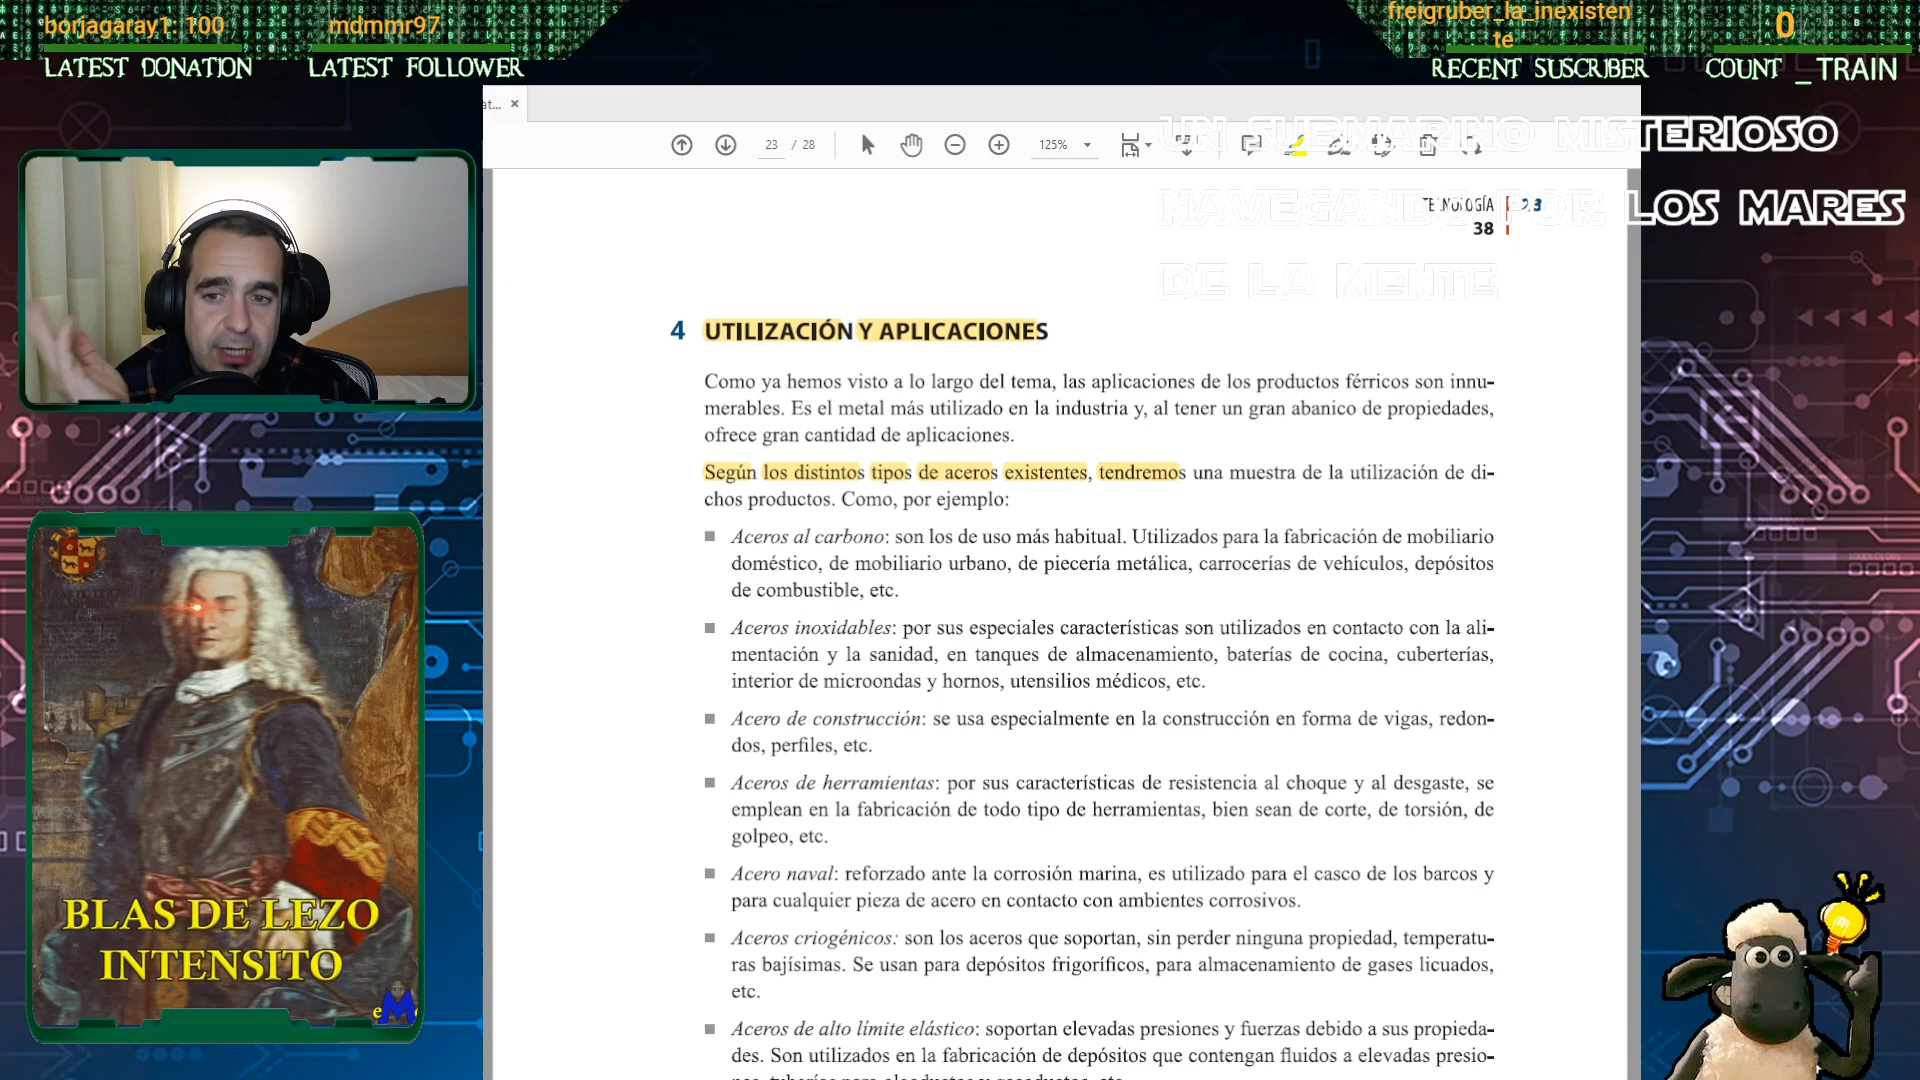 borjagaray1: 100
mdmmr97
freigruber_la_inexisten
te
0
LATEST DONATION
LATEST FOLLOWER
RECENT SUSCRIBER
COUNT _TRAIN
at...
23 / 28
125%
UN SUBMARINO MISTERIOSO
NAVEGANDO POR LOS MARES
DE LA MENTE
TECNOLOGÍA 23
38
4 UTILIZACIÓN Y APLICACIONES
Como ya hemos visto a lo largo del tema, las aplicaciones de los productos férricos son innu-
merables. Es el metal más utilizado en la industria y, al tener un gran abanico de propiedades,
ofrece gran cantidad de aplicaciones.
Según los distintos tipos de aceros existentes, tendremos una muestra de la utilización de di-
chos productos. Como, por ejemplo:
Aceros al carbono: son los de uso más habitual. Utilizados para la fabricación de mobiliario
doméstico, de mobiliario urbano, de piecería metálica, carrocerías de vehículos, depósitos
de combustible, etc.
Aceros inoxidables: por sus especiales características son utilizados en contacto con la ali-
mentación y la sanidad, en tanques de almacenamiento, baterías de cocina, cuberterías,
interior de microondas y hornos, utensilios médicos, etc.
Acero de construcción: se usa especialmente en la construcción en forma de vigas, redon-
dos, perfiles, etc.
Aceros de herramientas: por sus características de resistencia al choque y al desgaste, se
emplean en la fabricación de todo tipo de herramientas, bien sean de corte, de torsión, de
golpeo, etc.
Acero naval: reforzado ante la corrosión marina, es utilizado para el casco de los barcos y
para cualquier pieza de acero en contacto con ambientes corrosivos.
Aceros criogénicos: son los aceros que soportan, sin perder ninguna propiedad, temperatu-
ras bajísimas. Se usan para depósitos frigoríficos, para almacenamiento de gases licuados,
etc.
Aceros de alto límite elástico: soportan elevadas presiones y fuerzas debido a sus propieda-
des. Son utilizados en la fabricación de depósitos que contengan fluidos a elevadas presio-
BLAS DE LEZO
INTENSITO